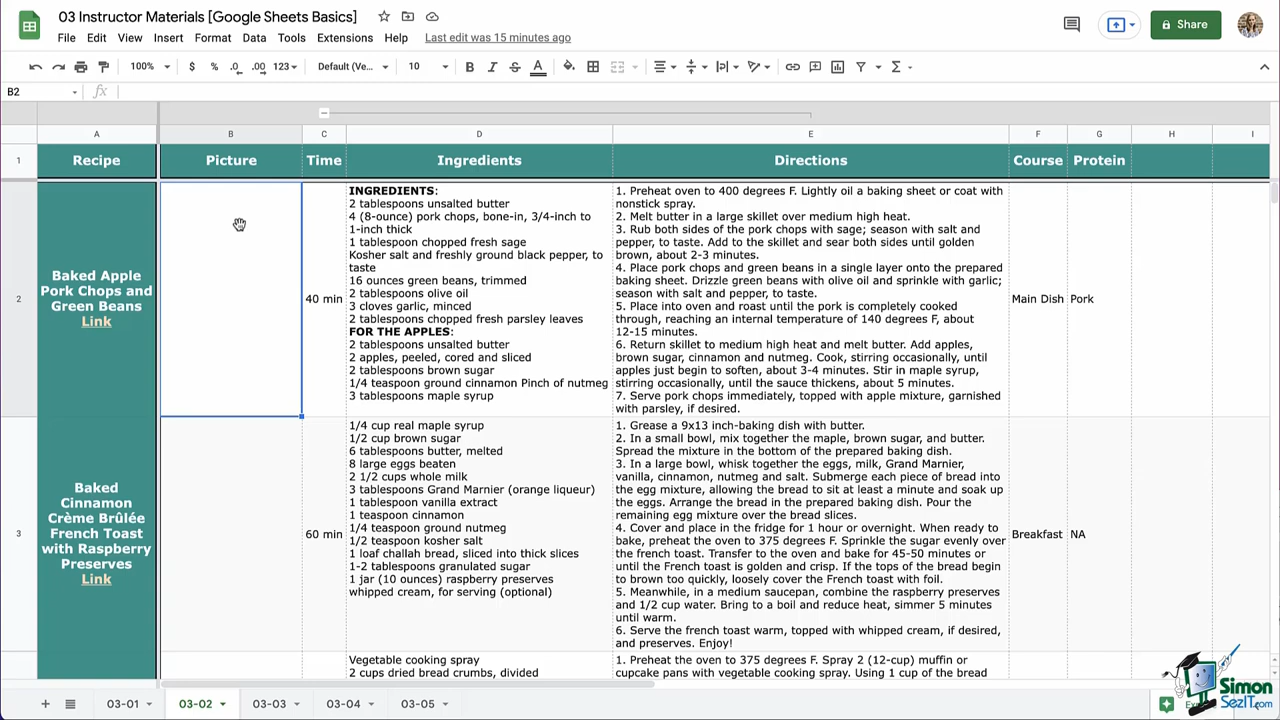 03 Instructor Materials [Google Sheets Basics]
File Edit View Insert Format Data Tools Extensions Help Last edit was 15 minutes ago
Share
100% $ % .0 .00 123 Default (Ve... 10 B I S A Σ
B2 fx
A B C D E F G H I
1 Recipe Picture Time Ingredients Directions Course Protein
2
Baked Apple
Pork Chops and
Green Beans
Link
40 min
INGREDIENTS:
2 tablespoons unsalted butter
4 (8-ounce) pork chops, bone-in, 3/4-inch to
1-inch thick
1 tablespoon chopped fresh sage
Kosher salt and freshly ground black pepper, to
taste
16 ounces green beans, trimmed
2 tablespoons olive oil
3 cloves garlic, minced
2 tablespoons chopped fresh parsley leaves
FOR THE APPLES:
2 tablespoons unsalted butter
2 apples, peeled, cored and sliced
2 tablespoons brown sugar
1/4 teaspoon ground cinnamon Pinch of nutmeg
3 tablespoons maple syrup
1. Preheat oven to 400 degrees F. Lightly oil a baking sheet or coat with
nonstick spray.
2. Melt butter in a large skillet over medium high heat.
3. Rub both sides of the pork chops with sage; season with salt and
pepper, to taste. Add to the skillet and sear both sides until golden
brown, about 2-3 minutes.
4. Place pork chops and green beans in a single layer onto the prepared
baking sheet. Drizzle green beans with olive oil and sprinkle with garlic;
season with salt and pepper, to taste.
5. Place into oven and roast until the pork is completely cooked
through, reaching an internal temperature of 140 degrees F, about
12-15 minutes.
6. Return skillet to medium high heat and melt butter. Add apples,
brown sugar, cinnamon and nutmeg. Cook, stirring occasionally, until
apples just begin to soften, about 3-4 minutes. Stir in maple syrup,
stirring occasionally, until the sauce thickens, about 5 minutes.
7. Serve pork chops immediately, topped with apple mixture, garnished
with parsley, if desired.
Main Dish Pork
3
Baked
Cinnamon
Crème Brûlée
French Toast
with Raspberry
Preserves
Link
60 min
1/4 cup real maple syrup
1/2 cup brown sugar
6 tablespoons butter, melted
8 large eggs beaten
2 1/2 cups whole milk
3 tablespoons Grand Marnier (orange liqueur)
1 tablespoon vanilla extract
1 teaspoon cinnamon
1/4 teaspoon ground nutmeg
1/2 teaspoon kosher salt
1 loaf challah bread, sliced into thick slices
1-2 tablespoons granulated sugar
1 jar (10 ounces) raspberry preserves
whipped cream, for serving (optional)
1. Grease a 9x13 inch-baking dish with butter.
2. In a small bowl, mix together the maple, brown sugar, and butter.
Spread the mixture in the bottom of the prepared baking dish.
3. In a large bowl, whisk together the eggs, milk, Grand Marnier,
vanilla, cinnamon, nutmeg and salt. Submerge each piece of bread into
the egg mixture, allowing the bread to sit at least a minute and soak up
the eggs. Arrange the bread in the prepared baking dish. Pour the
remaining egg mixture over the bread slices.
4. Cover and place in the fridge for 1 hour or overnight. When ready to
bake, preheat the oven to 375 degrees F. Sprinkle the sugar evenly over
the french toast. Transfer to the oven and bake for 45-50 minutes or
until the French toast is golden and crisp. If the tops of the bread begin
to brown too quickly, loosely cover the French toast with foil.
5. Meanwhile, in a medium saucepan, combine the raspberry preserves
and 1/2 cup water. Bring to a boil and reduce heat, simmer 5 minutes
until warm.
6. Serve the french toast warm, topped with whipped cream, if desired,
and preserves. Enjoy!
Breakfast NA
Vegetable cooking spray
2 cups dried bread crumbs, divided
1. Preheat the oven to 375 degrees F. Spray 2 (12-cup) muffin or
cupcake pans with vegetable cooking spray. Using 1 cup of the bread
03-01 03-02 03-03 03-04 03-05
Simon
SezIT.com